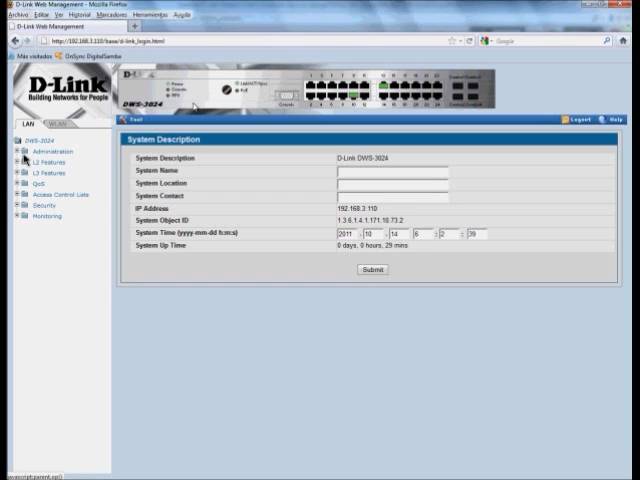 D-Link Web Management - Mozilla Firefox
Archivo Editar Ver Historial Marcadores Herramientas Ayuda
D-Link Web Management
http://192.168.3.110/base/d-link_login.html
Google
Más visitados OnSync DigitalSamba
D-Link
Building Networks for People
DWS-3024
Console
LAN WLAN
Tool
Logout Help
DWS-3024
Administration
L2 Features
L3 Features
QoS
Access Control Lists
Security
Monitoring
System Description
System Description D-Link DWS-3024
System Name
System Location
System Contact
IP Address 192.168.3.110
System Object ID 1.3.6.1.4.1.171.10.73.2
System Time (yyyy-mm-dd h:m:s) 2011 - 10 - 14 6 : 2 : 39
System Up Time 0 days, 0 hours, 29 mins
Submit
javascript:parent.op()